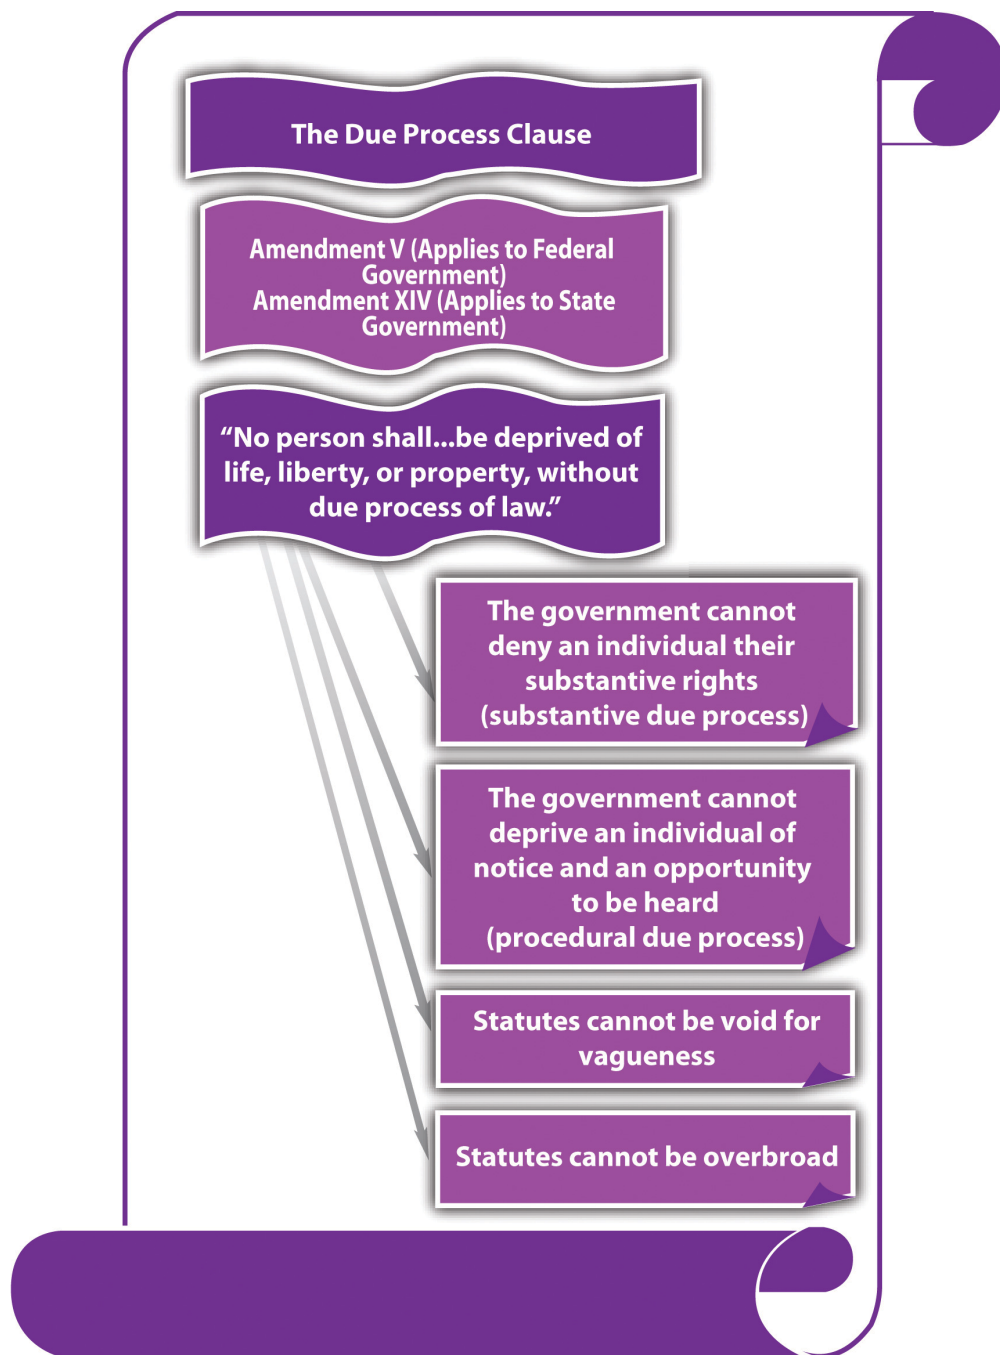 The Due Process Clause
Amendment V (Applies to Federal
Government)
Amendment XIV (Applies to State
Government)
“No person shall...be deprived of
life, liberty, or property, without
due process of law.”
The government cannot
deny an individual their
substantive rights
(substantive due process)
The government cannot
deprive an individual of
notice and an opportunity
to be heard
(procedural due process)
Statutes cannot be void for
vagueness
Statutes cannot be overbroad